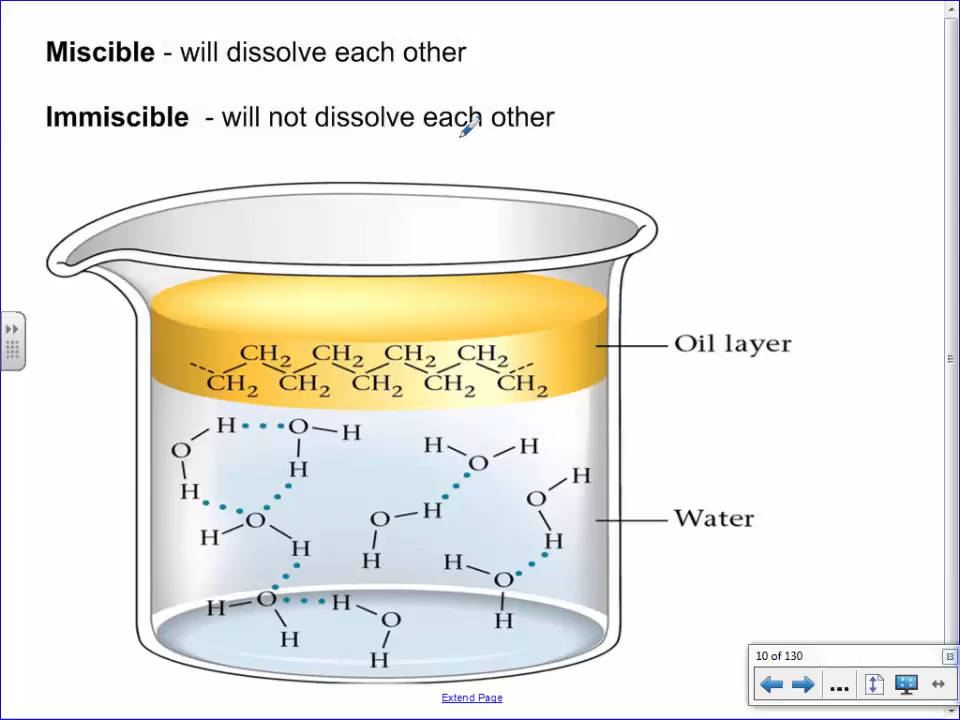 Miscible - will dissolve each other
Immiscible - will not dissolve each other
CH2 CH2 CH2 CH2
CH2 CH2 CH2 CH2 CH2
Oil layer
H O H
O H H O H
H H H
O H O H
H O Water
H H H
H O
H O H O
H H
H
10 of 130
...
Extend Page